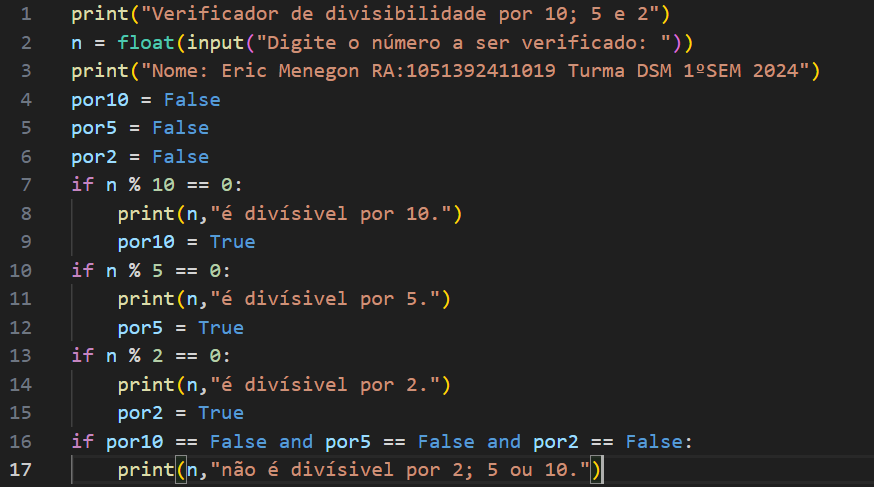 1 print("Verificador de divisibilidade por 10; 5 e 2")
2 n = float(input("Digite o número a ser verificado: "))
3 print("Nome: Eric Menegon RA:1051392411019 Turma DSM 1ºSEM 2024")
4 por10 = False
5 por5 = False
6 por2 = False
7 if n % 10 == 0:
8     print(n,"é divísivel por 10.")
9     por10 = True
10 if n % 5 == 0:
11     print(n,"é divísivel por 5.")
12     por5 = True
13 if n % 2 == 0:
14     print(n,"é divísivel por 2.")
15     por2 = True
16 if por10 == False and por5 == False and por2 == False:
17     print(n,"não é divísivel por 2; 5 ou 10.")